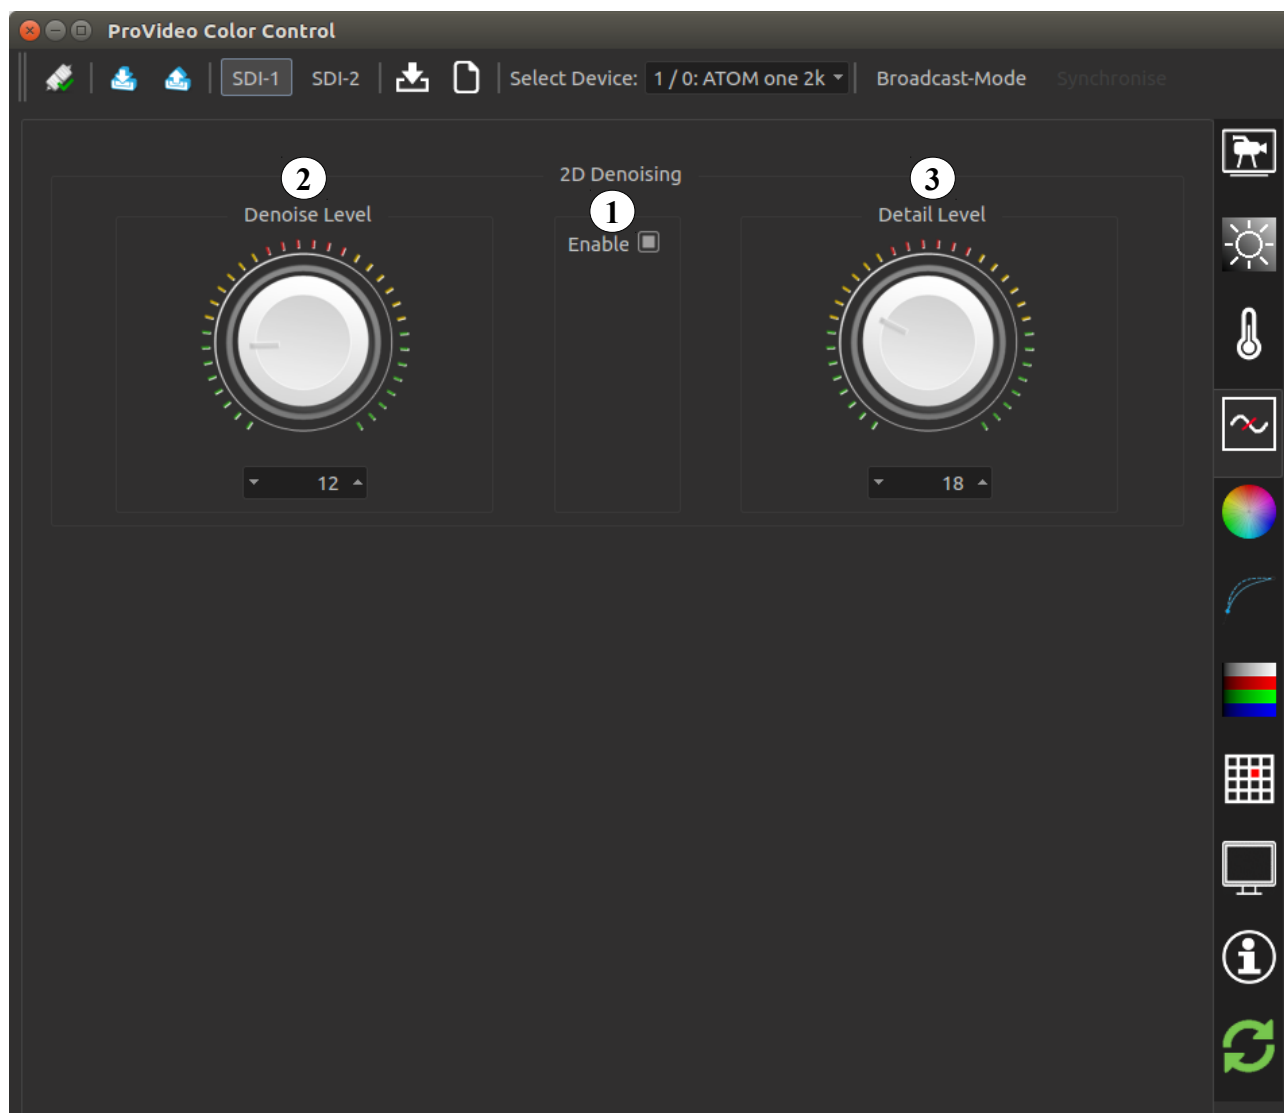 ProVideo Color Control
SDI-1 SDI-2 Select Device: 1 / 0: ATOM one 2k Broadcast-Mode Synchronise
2D Denoising
2 1 3
Denoise Level Detail Level
Enable
12 18